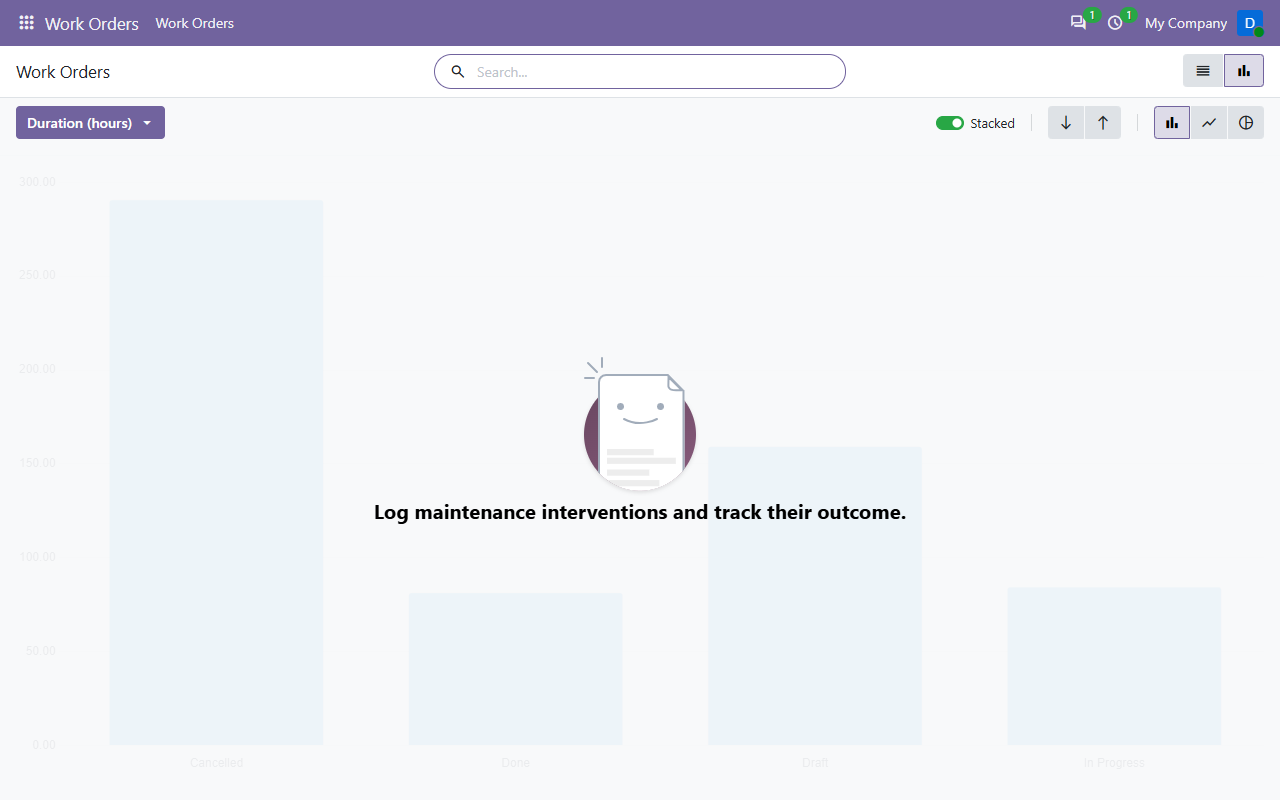 Work Orders Work Orders 1 1 My Company D
Work Orders Search...
Duration (hours) Stacked
300.00
250.00
200.00
150.00
Log maintenance interventions and track their outcome.
100.00
50.00
0.00
Cancelled Done Draft In Progress